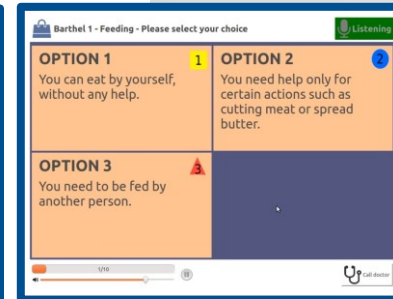 Barthel 1 - Feeding - Please select your choice
Listening
OPTION 1
1
You can eat by yourself,
without any help.
OPTION 2
2
You need help only for
certain actions such as
cutting meat or spread
butter.
OPTION 3
3
You need to be fed by
another person.
1/10
Call doctor